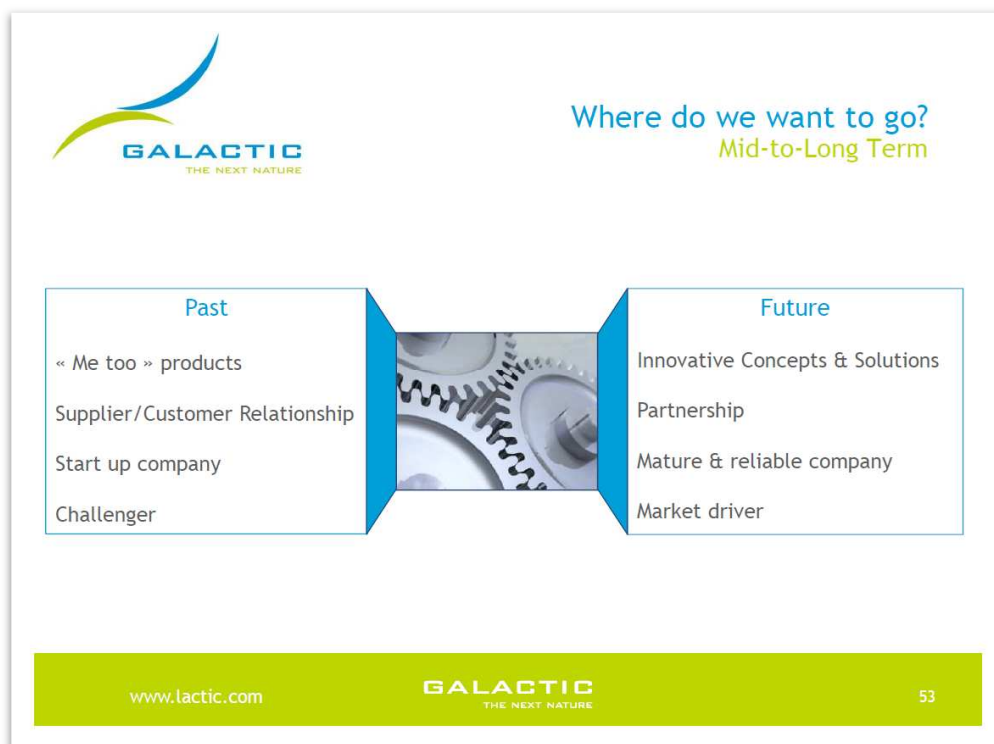 GALACTIC
THE NEXT NATURE
Where do we want to go?
Mid-to-Long Term
Past
« Me too » products
Supplier/Customer Relationship
Start up company
Challenger
Future
Innovative Concepts & Solutions
Partnership
Mature & reliable company
Market driver
www.lactic.com
GALACTIC
THE NEXT NATURE
53